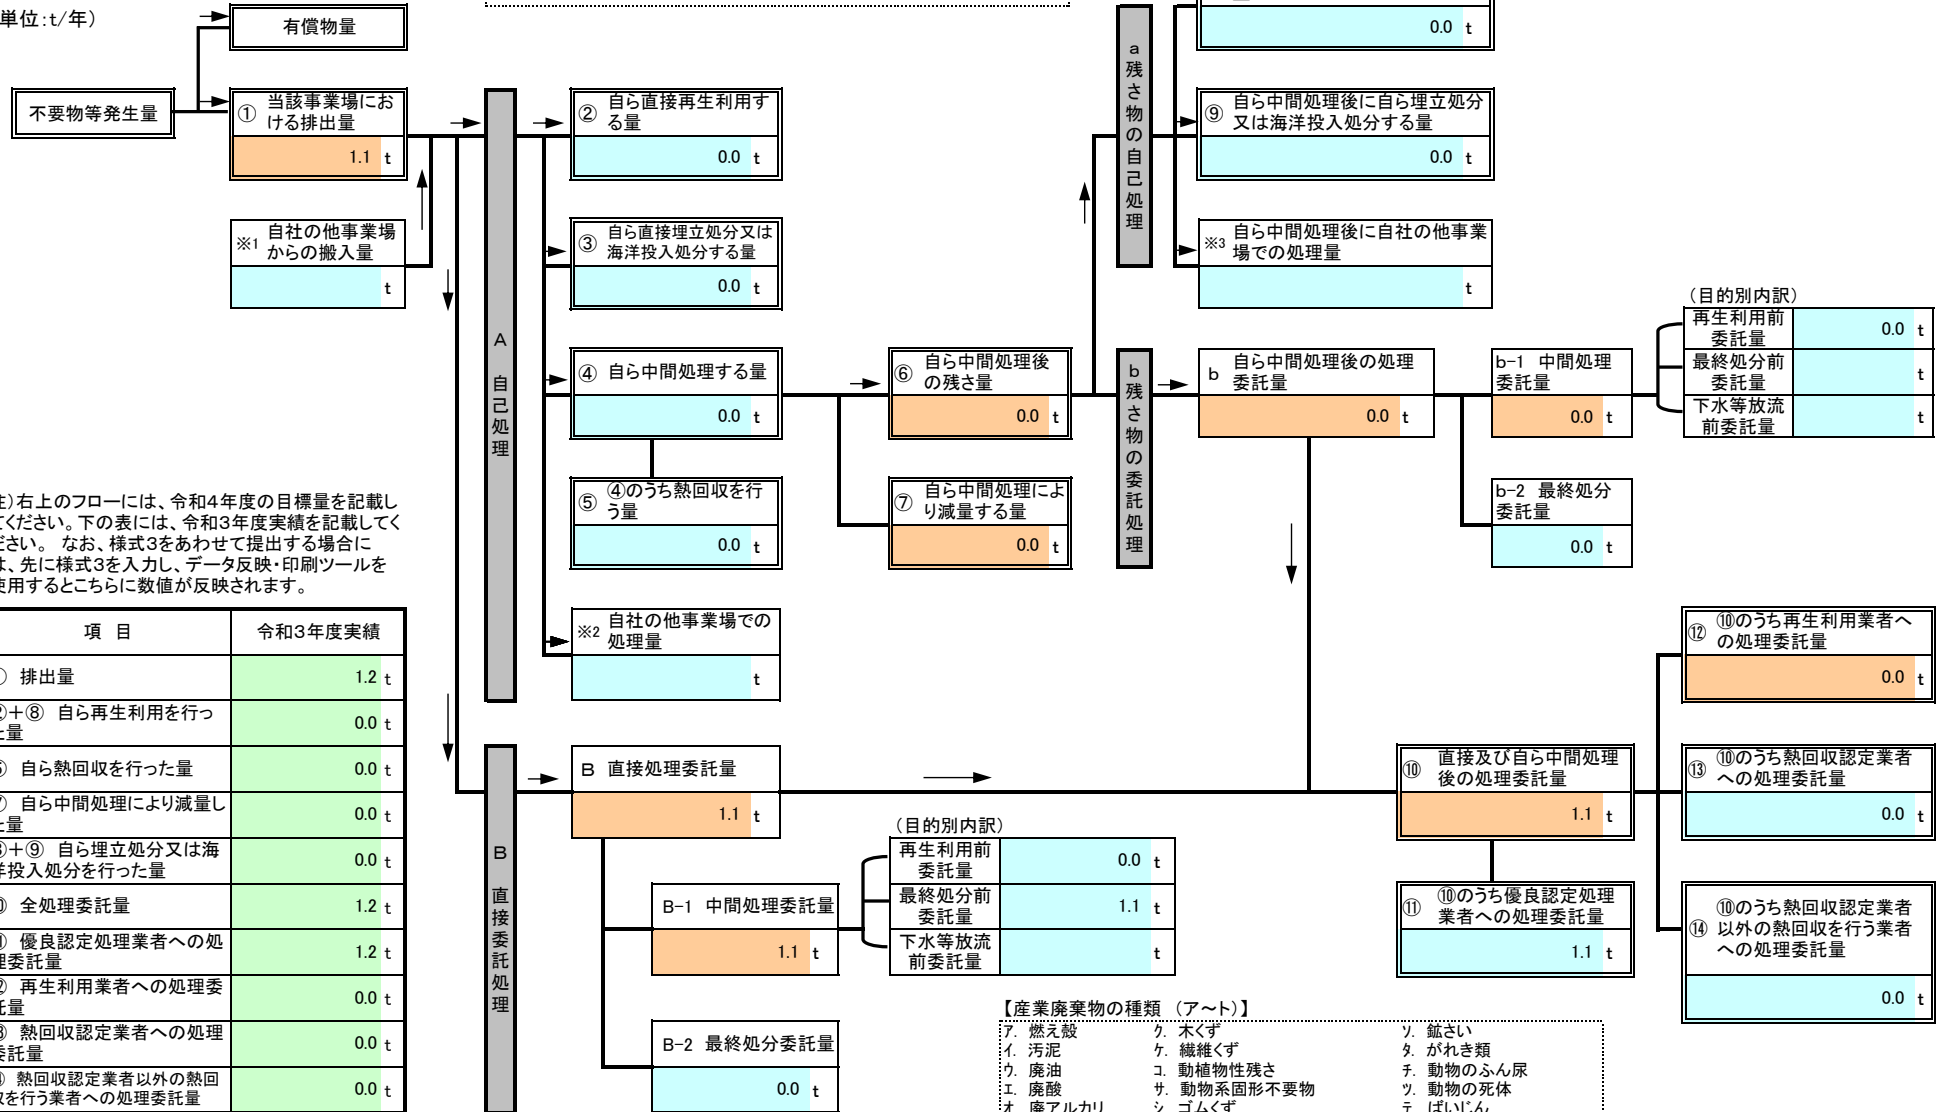 単位:t/年)
有償物量
不要物等発生量
① 当該事業場にお
ける排出量
1.1 t
※1 自社の他事業場
からの搬入量
t
A 自己処理
② 自ら直接再生利用す
る量
0.0 t
③ 自ら直接埋立処分又は
海洋投入処分する量
0.0 t
④ 自ら中間処理する量
0.0 t
⑤ ④のうち熱回収を行
う量
0.0 t
※2 自社の他事業場での
処理量
t
⑥ 自ら中間処理後
の残さ量
0.0 t
⑦ 自ら中間処理によ
り減量する量
0.0 t
a残さ物の自己処理
0.0 t
⑨ 自ら中間処理後に自ら埋立処分
又は海洋投入処分する量
0.0 t
※3 自ら中間処理後に自社の他事業
場での処理量
t
b残さ物の委託処理
b 自ら中間処理後の処理
委託量
0.0 t
b-1 中間処理
委託量
0.0 t
b-2 最終処分
委託量
0.0 t
(目的別内訳)
再生利用前
委託量
0.0 t
最終処分前
委託量
t
下水等放流
前委託量
t
右上のフローには、令和4年度の目標量を記載し
ください。下の表には、令和3年度実績を記載してく
さい。 なお、様式3をあわせて提出する場合に
、先に様式3を入力し、データ反映・印刷ツールを
使用するとこちらに数値が反映されます。
項 目 令和3年度実績
排出量 1.2 t
+⑧ 自ら再生利用を行っ
量 0.0 t
自ら熱回収を行った量 0.0 t
自ら中間処理により減量し
量 0.0 t
+⑨ 自ら埋立処分又は海
洋投入処分を行った量 0.0 t
全処理委託量 1.2 t
優良認定処理業者への処
理委託量 1.2 t
再生利用業者への処理委
託量 0.0 t
熱回収認定業者への処理
委託量 0.0 t
熱回収認定業者以外の熱回
収を行う業者への処理委託量 0.0 t
B 直接委託処理
B 直接処理委託量
1.1 t
B-1 中間処理委託量
1.1 t
B-2 最終処分委託量
0.0 t
(目的別内訳)
再生利用前
委託量
0.0 t
最終処分前
委託量
1.1 t
下水等放流
前委託量
t
⑩ 直接及び自ら中間処理
後の処理委託量
1.1 t
⑪ ⑩のうち優良認定処理
業者への処理委託量
1.1 t
⑫ ⑩のうち再生利用業者へ
の処理委託量
0.0 t
⑬ ⑩のうち熱回収認定業者
への処理委託量
0.0 t
⑭ ⑩のうち熱回収認定業者
以外の熱回収を行う業者
への処理委託量
0.0 t
【産業廃棄物の種類 (ア~ト)】
ア. 燃え殻 ク. 木くず ソ. 鉱さい
イ. 汚泥 ケ. 繊維くず タ. がれき類
ウ. 廃油 コ. 動植物性残さ チ. 動物のふん尿
エ. 廃酸 サ. 動物系固形不要物 ツ. 動物の死体
オ. 廃アルカリ シ. ゴムくず テ. ばいじん